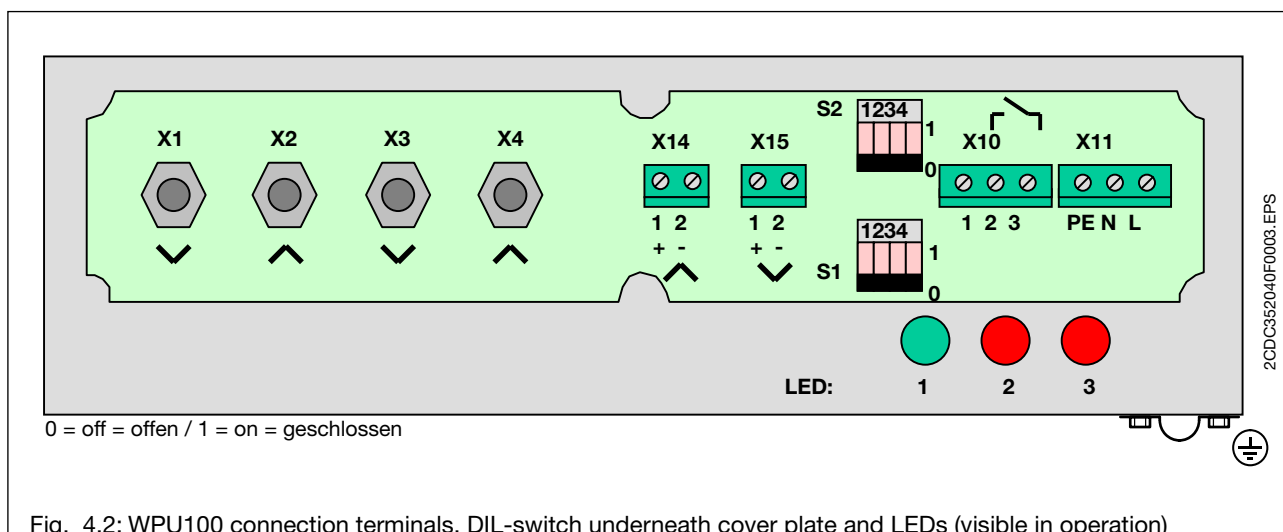 S2 1234
1
X1 X2 X3 X4 X14 X15 X10 X11
0
1 2 1 2 1 2 3 PE N L
+ - + -
1234
1
S1
0
LED: 1 2 3
0 = off = offen / 1 = on = geschlossen
2CDC352040F0003.EPS
Fig. 4.2: WPU100 connection terminals, DIL-switch underneath cover plate and LEDs (visible in operation)